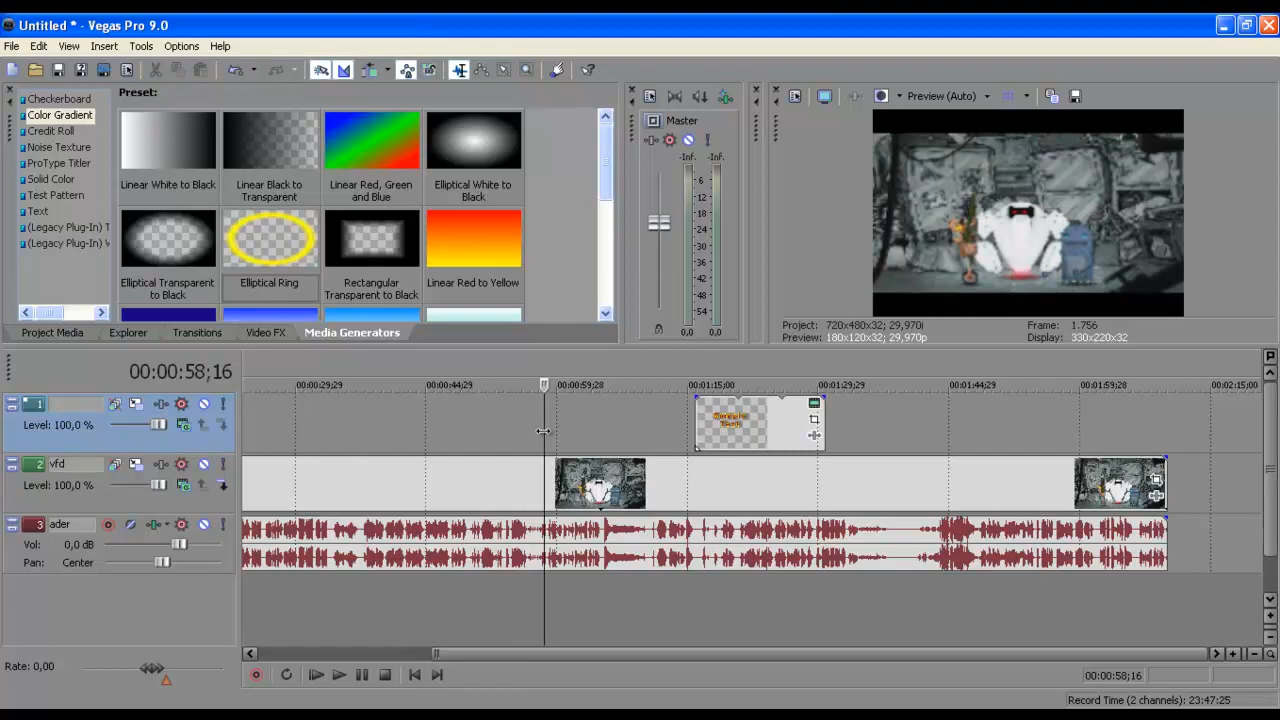 Untitled * - Vegas Pro 9.0
File Edit View Insert Tools Options Help
Checkerboard
Color Gradient
Credit Roll
Noise Texture
ProType Titler
Solid Color
Test Pattern
Text
(Legacy Plug-In) T
(Legacy Plug-In)
Preset:
Linear White to Black
Linear Black to Transparent
Linear Red, Green and Blue
Elliptical White to Black
Elliptical Transparent to Black
Elliptical Ring
Rectangular Transparent to Black
Linear Red to Yellow
Project Media Explorer Transitions Video FX Media Generators
Master
-Inf. -Inf.
6
12
18
24
30
36
42
48
54
0,0 0,0
Preview (Auto)
Project: 720x480x32; 29,970i Frame: 1.756
Preview: 180x120x32; 29,970p Display: 330x220x32
00:00:58;16
00:00:29;29 00:00:44;29 00:00:59;28 00:01:15;00 00:01:29;29 00:01:44;29 00:01:59;28 00:02:15;00
1
Level: 100,0 %
2 vfd
Level: 100,0 %
3 ader
Vol: 0,0 dB
Pan: Center
Rate: 0,00
00:00:58;16
Record Time (2 channels): 23:47:25